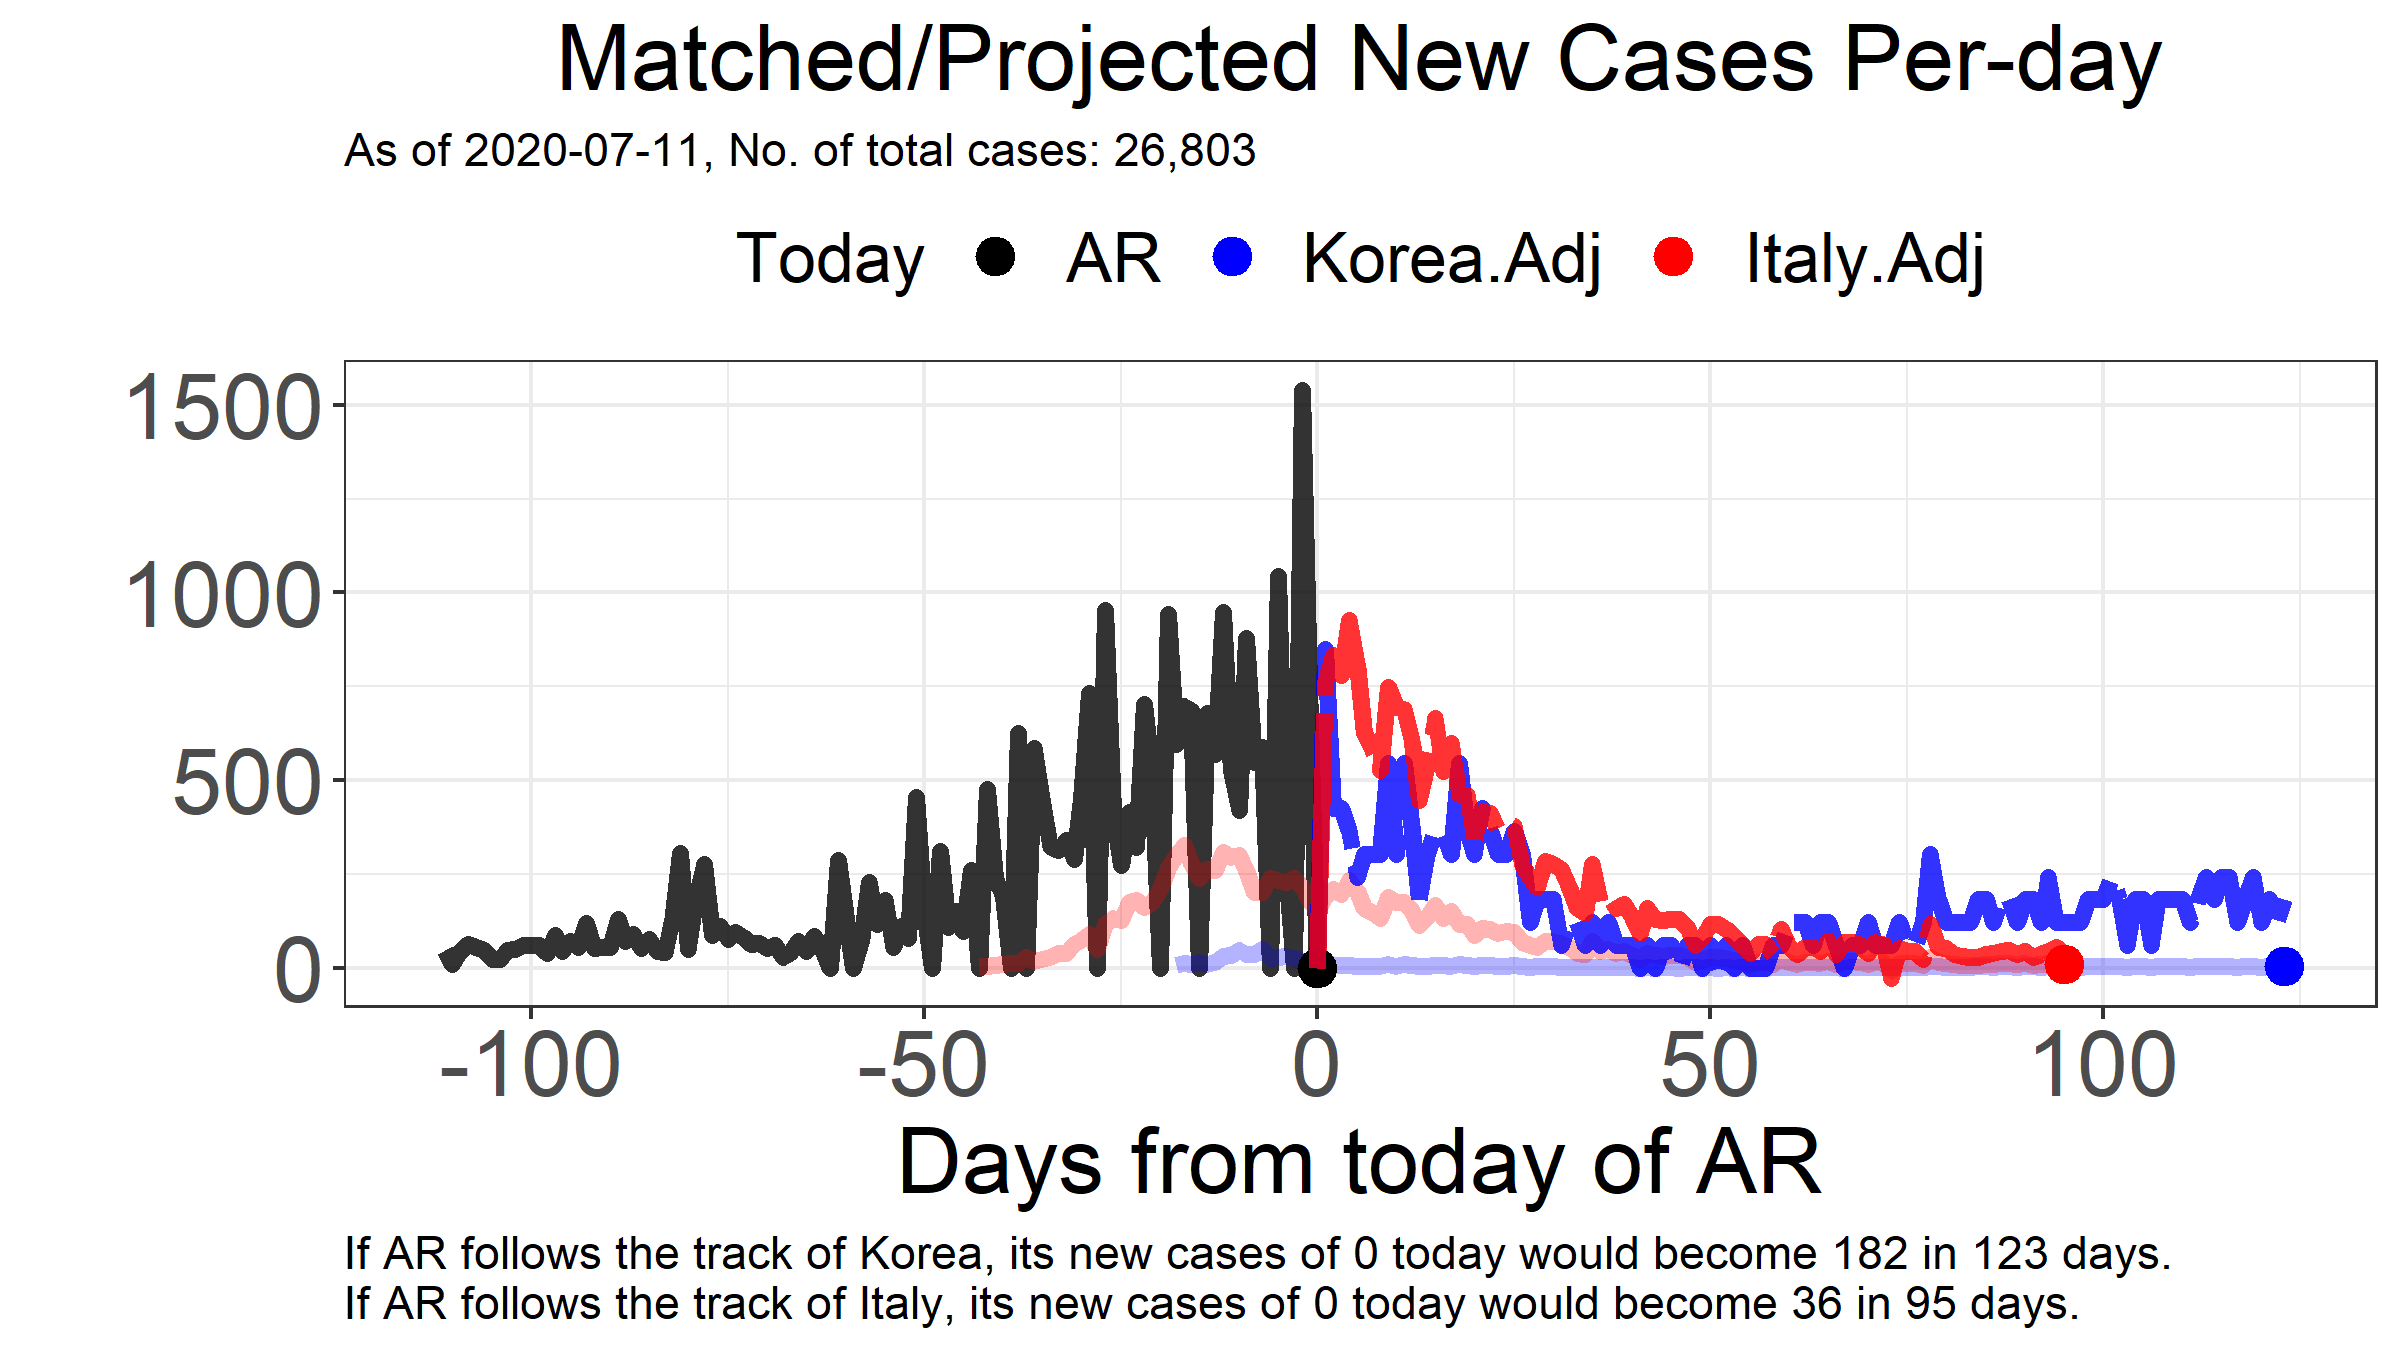 Matched/Projected New Cases Per-day
As of 2020-07-11, No. of total cases: 26,803
Today AR Korea.Adj Italy.Adj
1500
1000
500
0
-100 -50 0 50 100
Days from today of AR
If AR follows the track of Korea, its new cases of 0 today would become 182 in 123 days.
If AR follows the track of Italy, its new cases of 0 today would become 36 in 95 days.